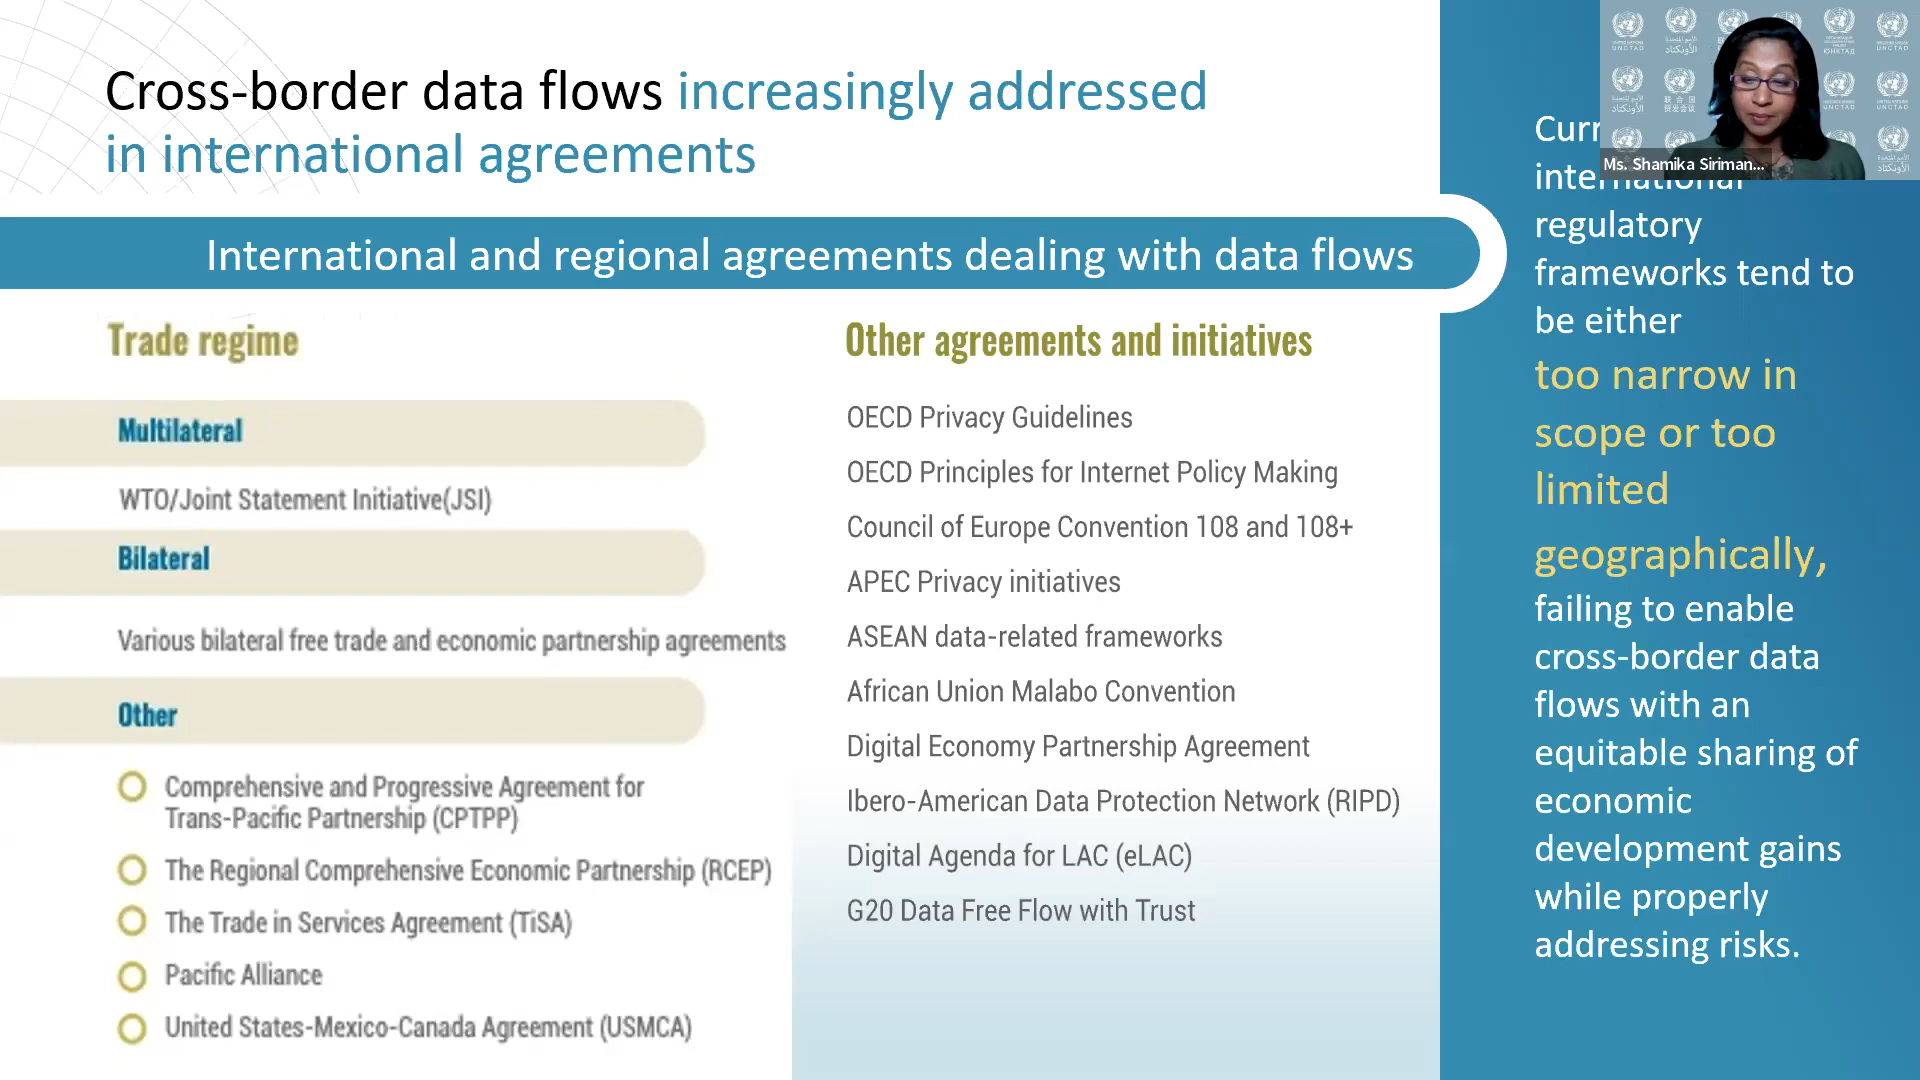 Cross-border data flows increasingly addressed
in international agreements
International and regional agreements dealing with data flows
Trade regime
Multilateral
WTO/Joint Statement Initiative(JSI)
Bilateral
Various bilateral free trade and economic partnership agreements
Other
Comprehensive and Progressive Agreement for
Trans-Pacific Partnership (CPTPP)
The Regional Comprehensive Economic Partnership (RCEP)
The Trade in Services Agreement (TiSA)
Pacific Alliance
United States-Mexico-Canada Agreement (USMCA)
Other agreements and initiatives
OECD Privacy Guidelines
OECD Principles for Internet Policy Making
Council of Europe Convention 108 and 108+
APEC Privacy initiatives
ASEAN data-related frameworks
African Union Malabo Convention
Digital Economy Partnership Agreement
Ibero-American Data Protection Network (RIPD)
Digital Agenda for LAC (eLAC)
G20 Data Free Flow with Trust
Ms. Shamika Siriman...
international
regulatory
frameworks tend to
be either
too narrow in
scope or too
limited
geographically,
failing to enable
cross-border data
flows with an
equitable sharing of
economic
development gains
while properly
addressing risks.